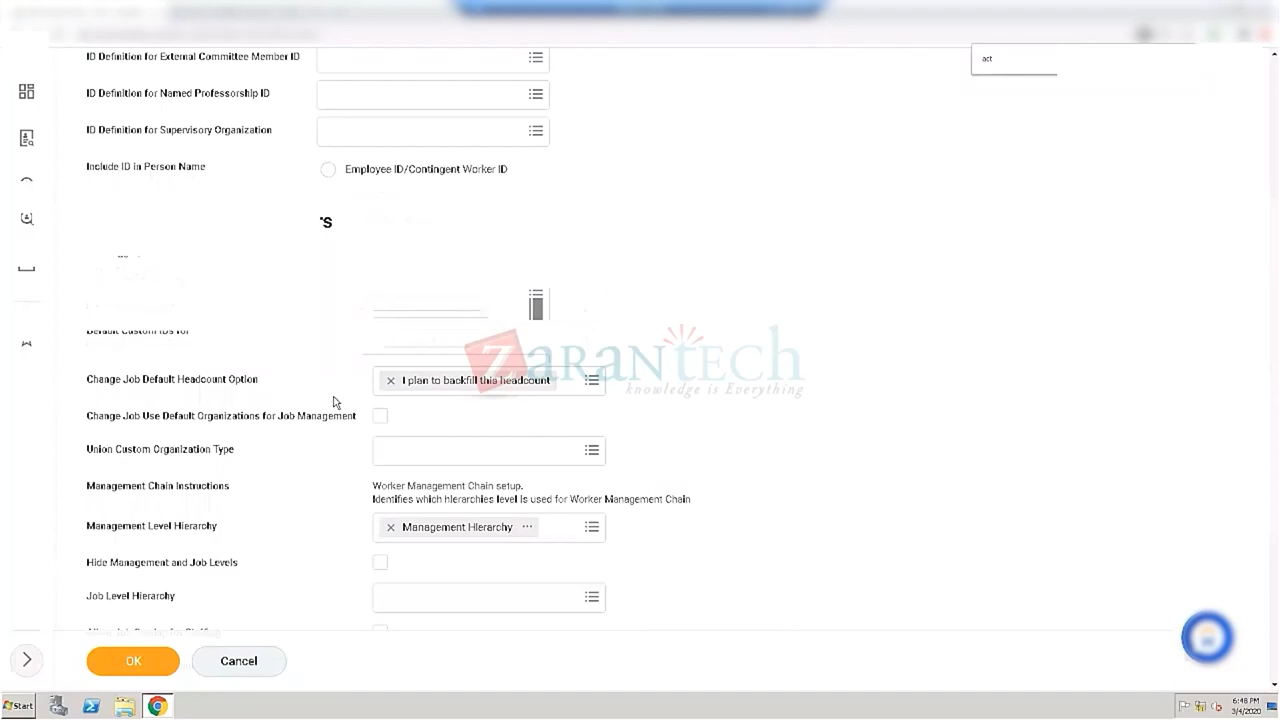 ID Definition for External Committee Member ID
act
ID Definition for Named Professorship ID
ID Definition for Supervisory Organization
Include ID in Person Name
Employee ID/Contingent Worker ID
Change Job Default Headcount Option
I plan to backfill this headcount
ZaranTech
knowledge is Everything
Change Job Use Default Organizations for Job Management
Union Custom Organization Type
Management Chain Instructions
Worker Management Chain setup.
Identifies which hierarchies level is used for Worker Management Chain
Management Level Hierarchy
Management Hierarchy
Hide Management and Job Levels
Job Level Hierarchy
OK
Cancel
Start
6:48 PM
3/4/2020